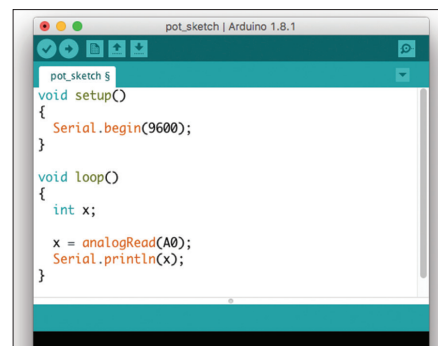 pot_sketch | Arduino 1.8.1
pot_sketch §
void setup()
{
  Serial.begin(9600);
}

void loop()
{
  int x;

  x = analogRead(A0);
  Serial.println(x);
}